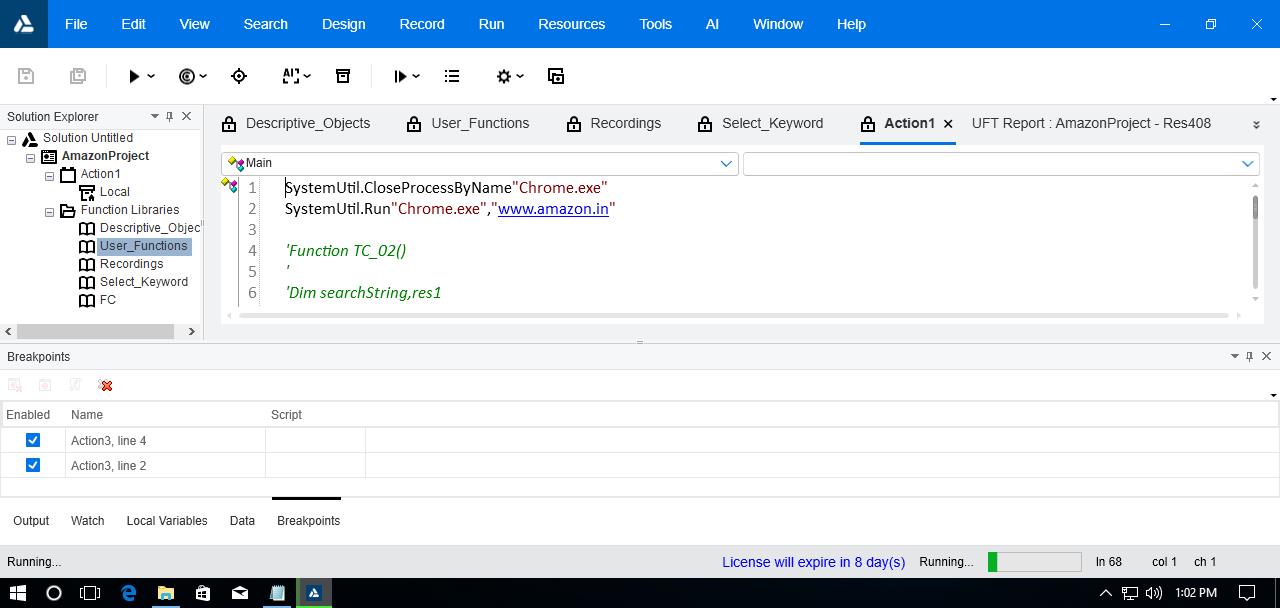 File Edit View Search Design Record Run Resources Tools AI Window Help
Solution Explorer
Solution Untitled
AmazonProject
Action1
Local
Function Libraries
Descriptive_Objec
User_Functions
Recordings
Select_Keyword
FC
Descriptive_Objects User_Functions Recordings Select_Keyword Action1 UFT Report : AmazonProject - Res408
Main
1 SystemUtil.CloseProcessByName"Chrome.exe"
2 SystemUtil.Run"Chrome.exe","www.amazon.in"
3
4 'Function TC_02()
5 '
6 'Dim searchString,res1
Breakpoints
Enabled Name Script
Action3, line 4
Action3, line 2
Output Watch Local Variables Data Breakpoints
Running... License will expire in 8 day(s) Running... ln 68 col 1 ch 1
1:02 PM